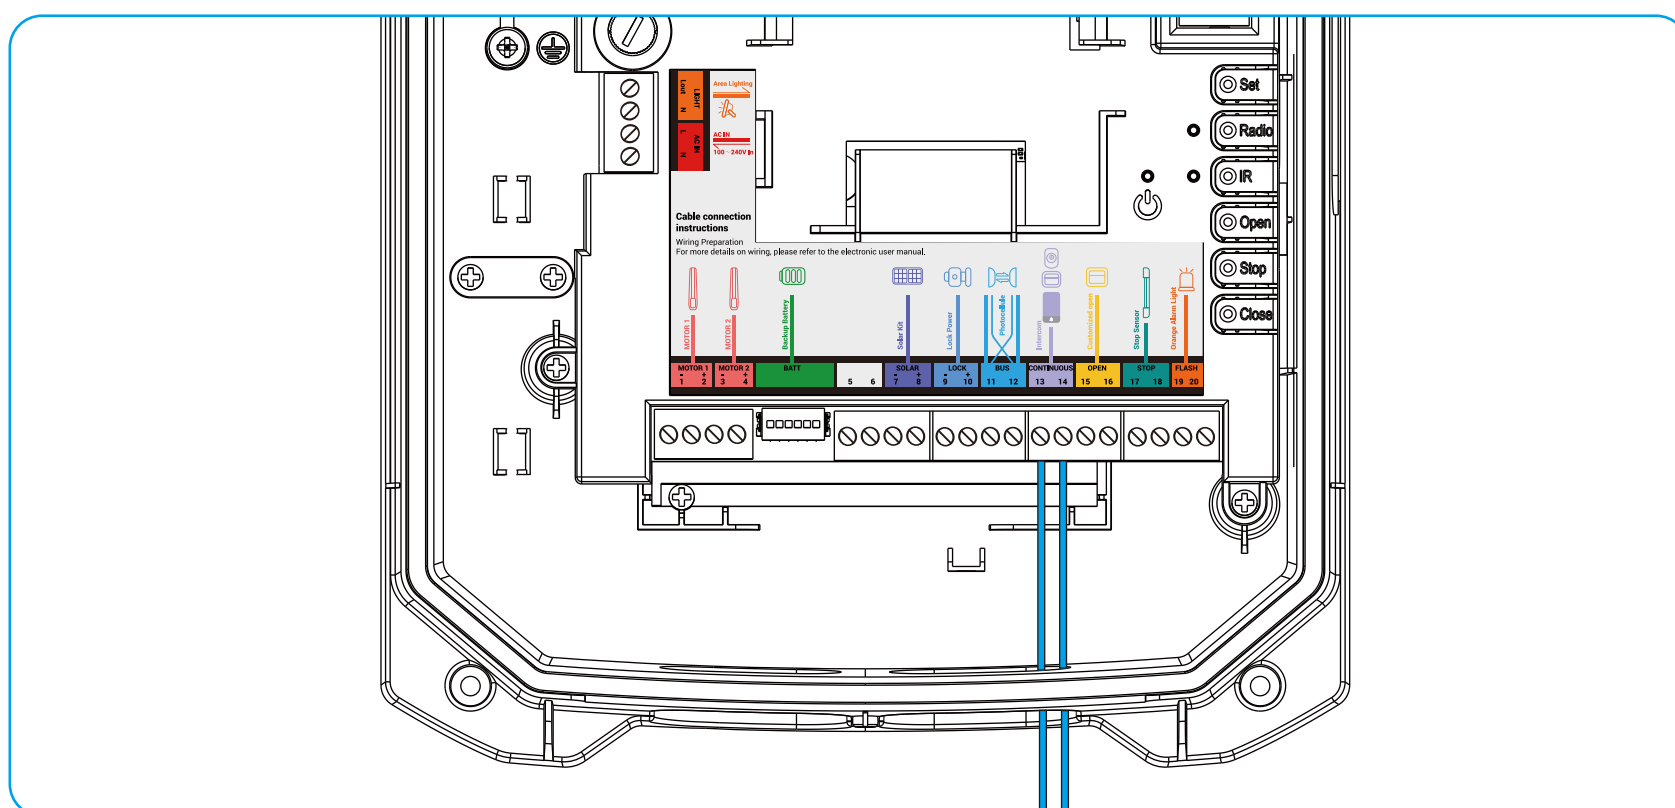 Set
Radio
IR
Open
Stop
Close
LIGHT
Lout N
Area Lighting
AC IN
L N
AC IN
100~240V in
Cable connection
instructions
Wiring Preparation
For more details on wiring, please refer to the electronic user manual.
MOTOR 1
MOTOR 2
Backup Battery
Solar Kit
Lock Power
Photocellule
Intercom
Customized open
Stop Sensor
Orange Alarm Light
MOTOR 1 MOTOR 2 BATT SOLAR LOCK BUS CONTINUOUS OPEN STOP FLASH
- + - + - + - +
1 2 3 4 5 6 7 8 9 10 11 12 13 14 15 16 17 18 19 20